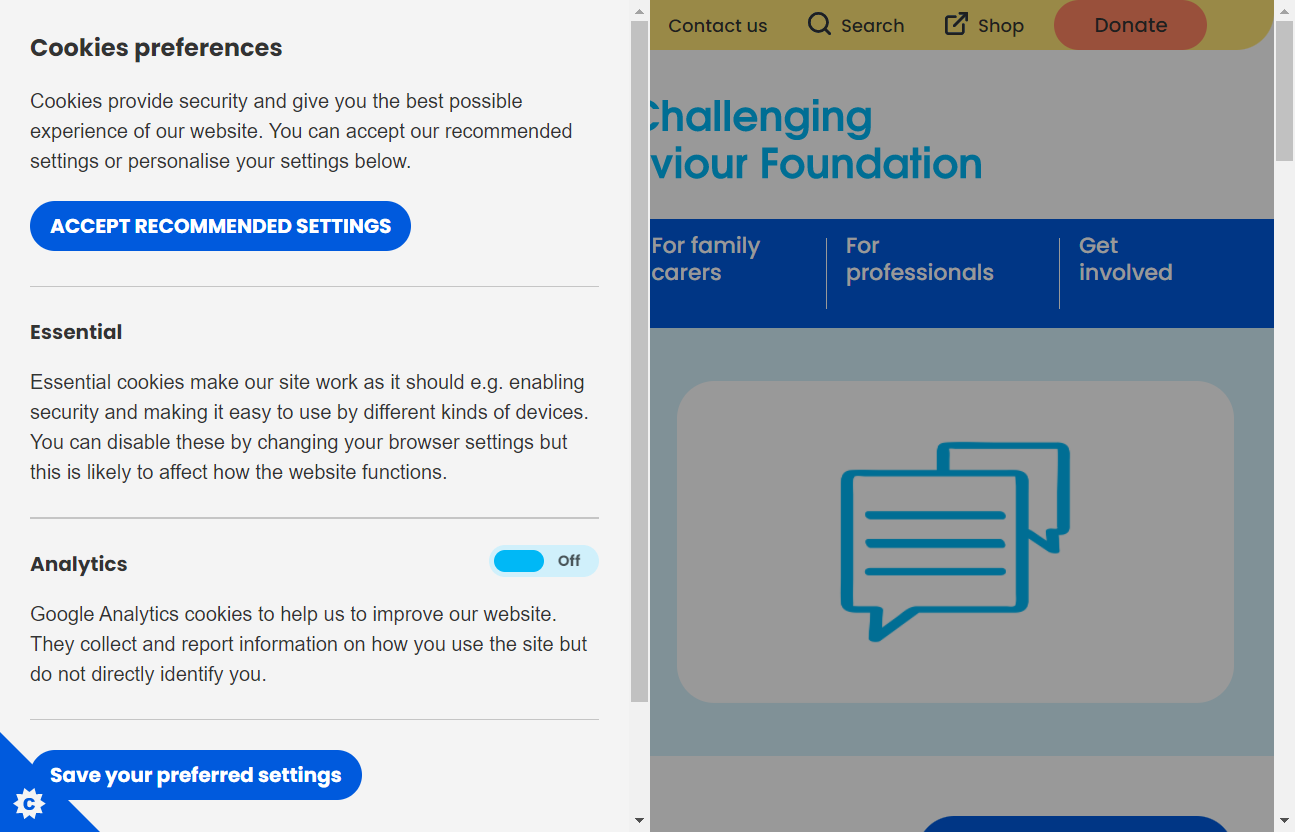 Cookies preferences
Cookies provide security and give you the best possible
experience of our website. You can accept our recommended
settings or personalise your settings below.
ACCEPT RECOMMENDED SETTINGS
Essential
Essential cookies make our site work as it should e.g. enabling
security and making it easy to use by different kinds of devices.
You can disable these by changing your browser settings but
this is likely to affect how the website functions.
Analytics
Off
Google Analytics cookies to help us to improve our website.
They collect and report information on how you use the site but
do not directly identify you.
Save your preferred settings
C
Contact us
Search
Shop
Donate
Challenging
viour Foundation
For family
carers
For
professionals
Get
involved